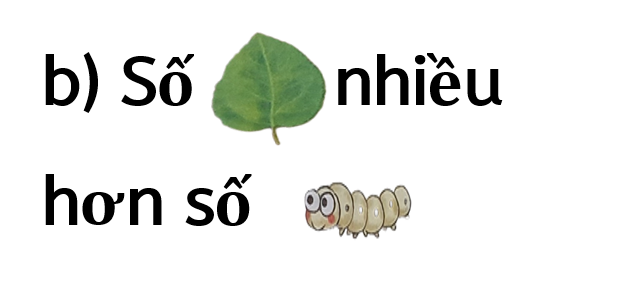 b) Số nhiều
hơn số